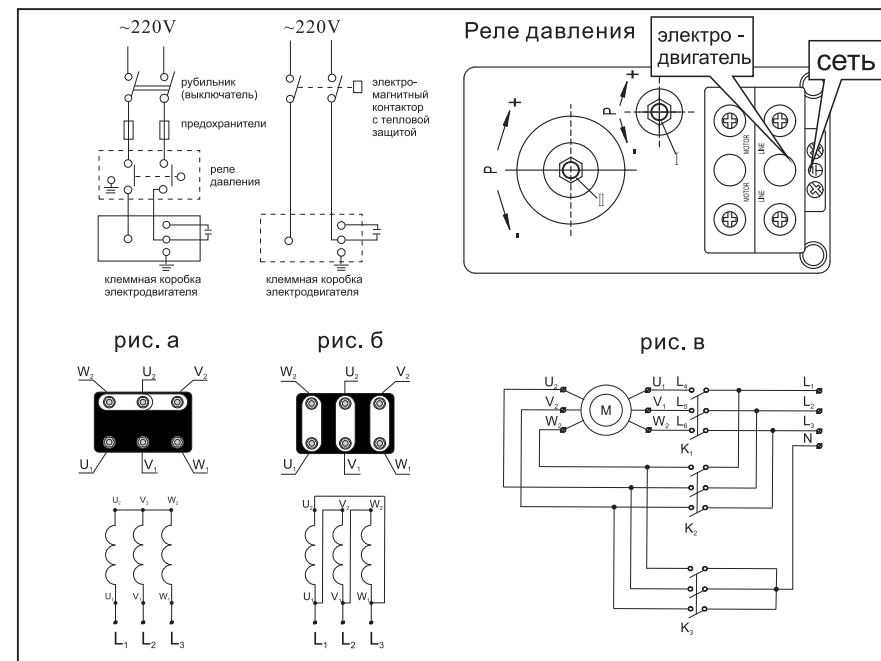 ~220V
~220V
рубильник
(выключатель)
предохранители
реле
давления
клеммная коробка
электродвигателя
электро-
магнитный
контактор
с тепловой
защитой
клеммная коробка
электродвигателя
Реле давления
электро -
двигатель
сеть
P
+
-
P
+
-
I
II
MOTOR
MOTOR
LINE
LINE
рис. а
W₂ U₂ V₂
U₁ V₁ W₁
U₂ V₂ W₂
U₁ V₁ W₁
L₁ L₂ L₃
рис. б
W₂ U₂ V₂
U₁ V₁ W₁
U₂ V₂ W₂
U₁ V₁ W₁
L₁ L₂ L₃
рис. в
U₂ U₁ L₄ L₁
V₂ M V₁ L₅ L₂
W₂ W₂ L₆ L₃
N
K₁
K₂
K₃